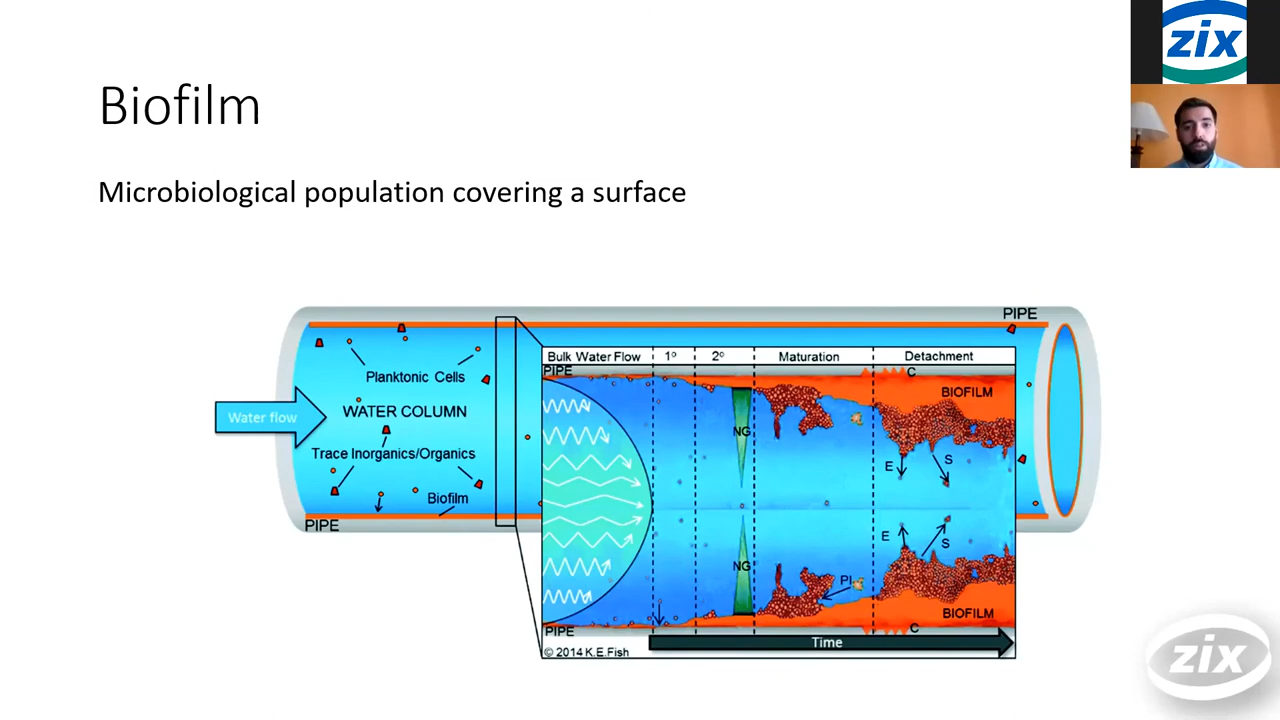 zix
Biofilm
Microbiological population covering a surface
PIPE
Bulk Water Flow 1º 2º Maturation Detachment
PIPE C
Planktonic Cells
BIOFILM
WATER COLUMN
Water flow
NG
Trace Inorganics/Organics
E S
Biofilm
PIPE
E S
NG
PI
BIOFILM
PIPE C
Time
© 2014 K.E.Fish
zix